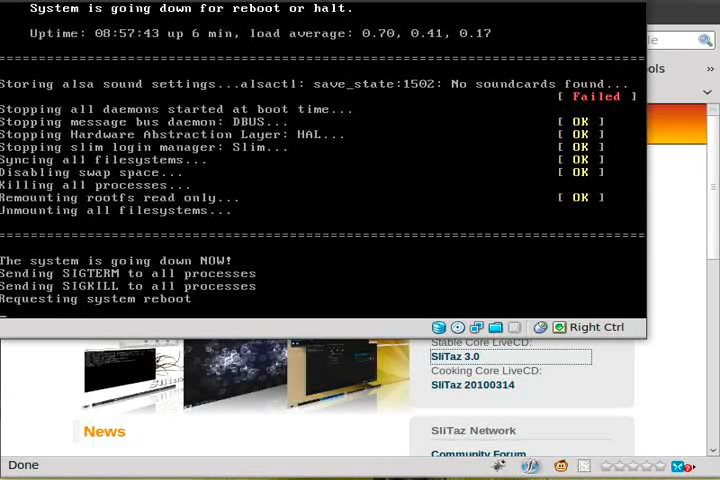 System is going down for reboot or halt.
Uptime: 08:57:43 up 6 min, load average: 0.70, 0.41, 0.17
================================================================================
Storing alsa sound settings...alsactl: save_state:1502: No soundcards found...
[ Failed ]
Stopping all daemons started at boot time...
Stopping message bus daemon: DBUS... [ OK ]
Stopping Hardware Abstraction Layer: HAL... [ OK ]
Stopping slim login manager: Slim... [ OK ]
Syncing all filesystems... [ OK ]
Disabling swap space... [ OK ]
Killing all processes...
Remounting rootfs read only... [ OK ]
Unmounting all filesystems...
================================================================================
The system is going down NOW!
Sending SIGTERM to all processes
Sending SIGKILL to all processes
Requesting system reboot
Right Ctrl
Stable Core LiveCD:
SliTaz 3.0
Cooking Core LiveCD:
SliTaz 20100314
News
SliTaz Network
Community Forum
Done